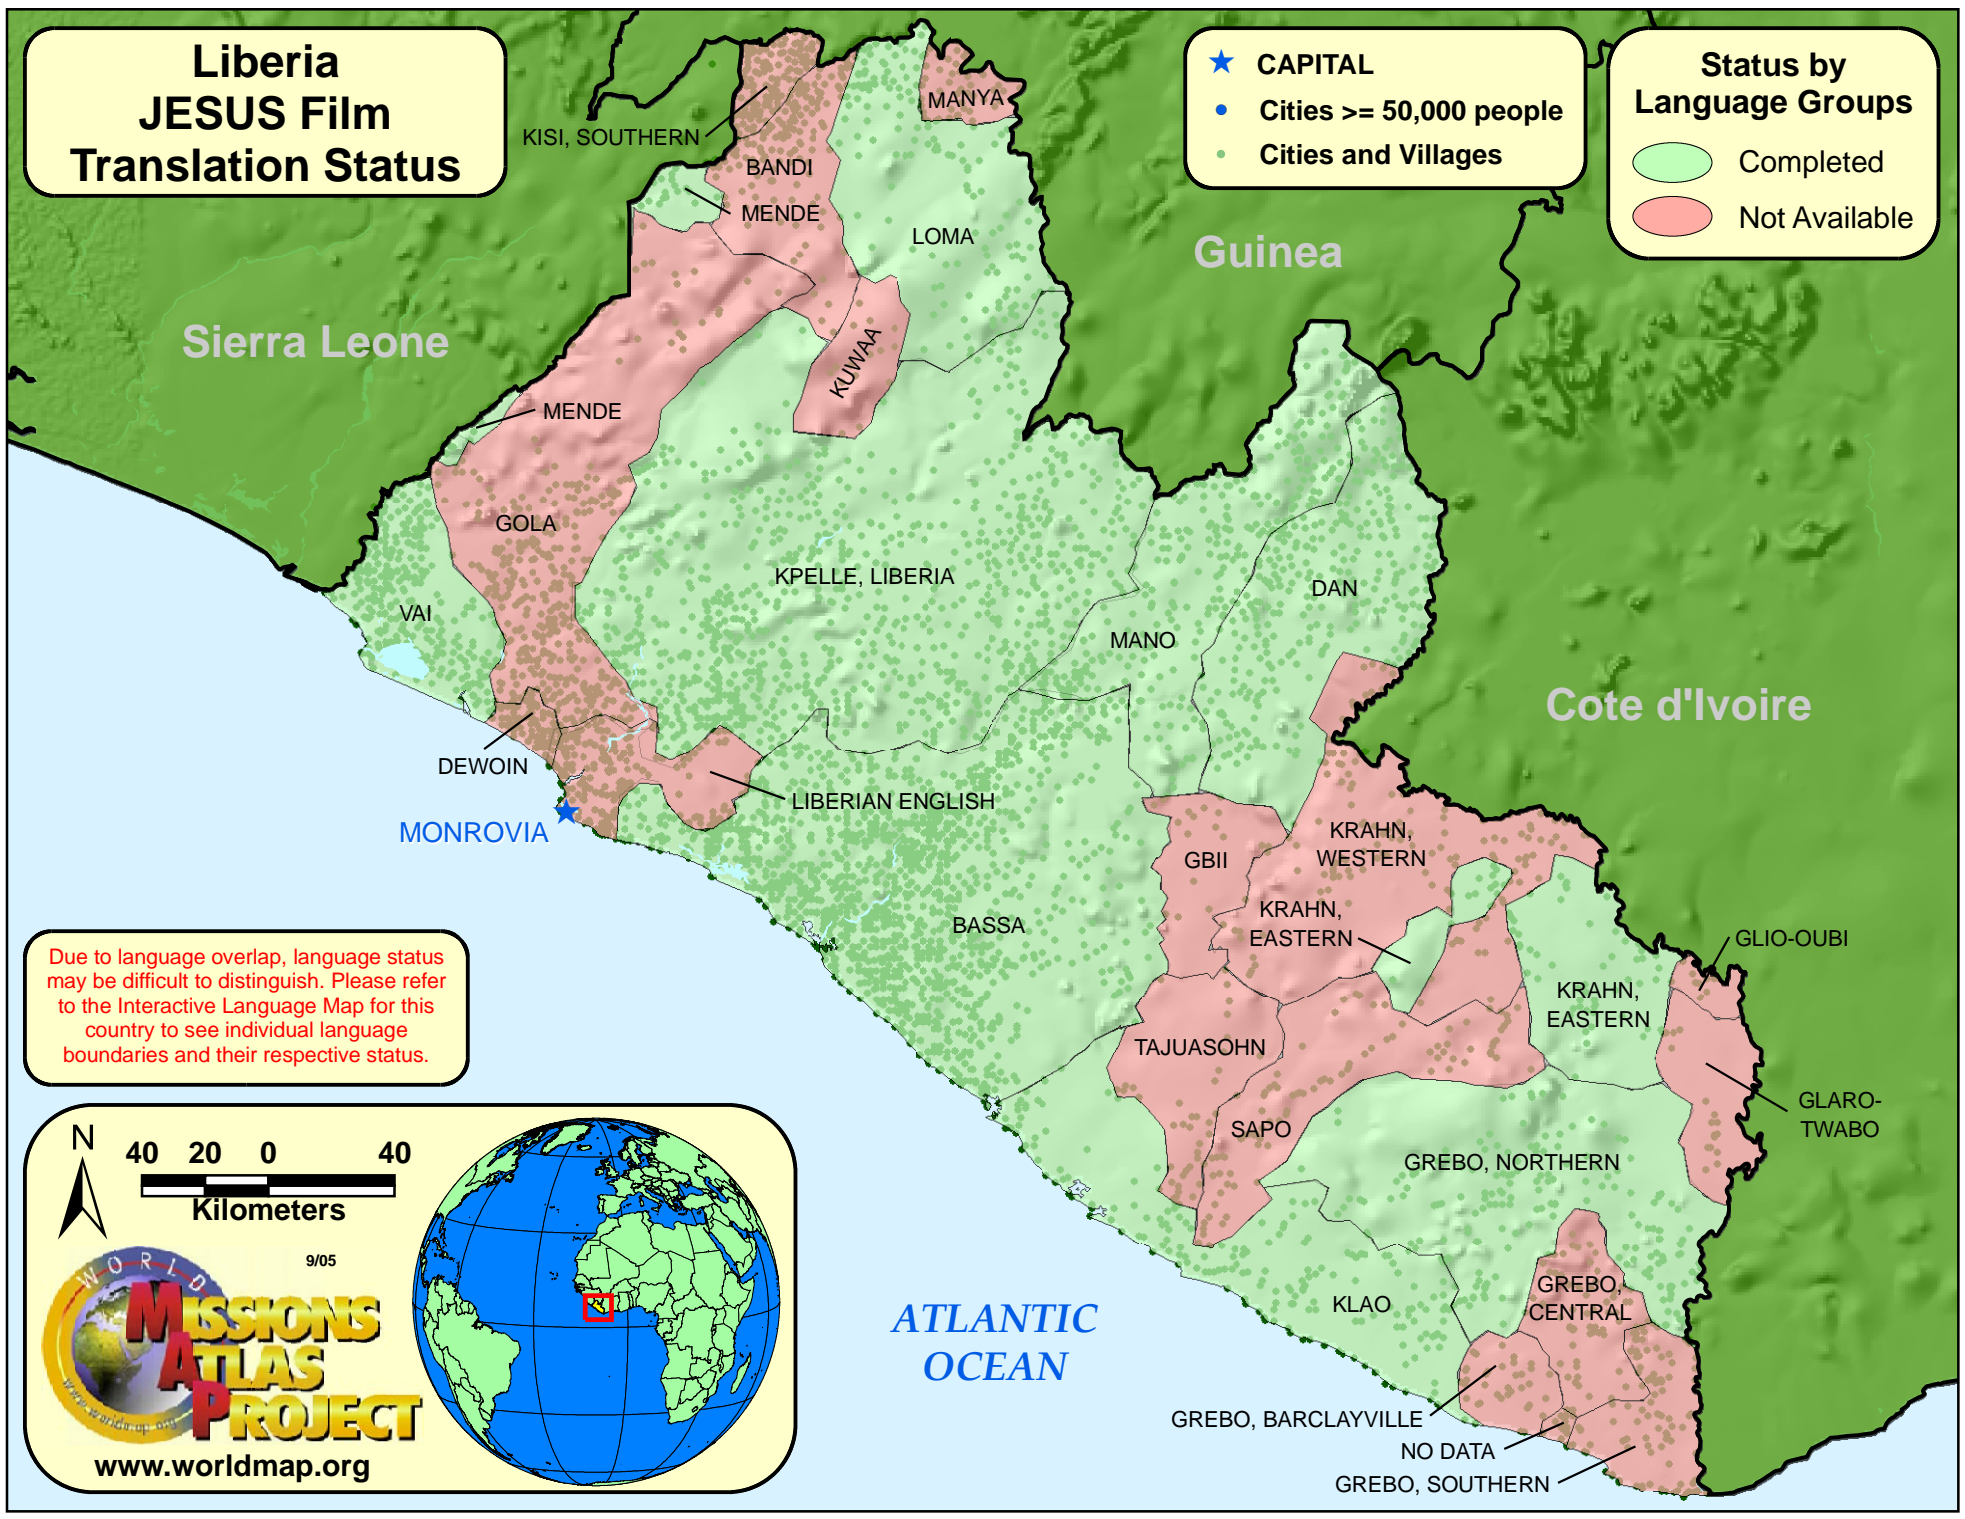 Liberia
JESUS Film
Translation Status
CAPITAL
Cities >= 50,000 people
Cities and Villages
Status by
Language Groups
Completed
Not Available
KISI, SOUTHERN
MANYA
BANDI
MENDE
LOMA
Guinea
Sierra Leone
KUWAA
MENDE
GOLA
KPELLE, LIBERIA
DAN
VAI
MANO
Cote d'Ivoire
DEWOIN
LIBERIAN ENGLISH
MONROVIA
KRAHN,
WESTERN
GBII
KRAHN,
EASTERN
BASSA
GLIO-OUBI
KRAHN,
EASTERN
TAJUASOHN
GLARO-
TWABO
SAPO
GREBO, NORTHERN
GREBO,
CENTRAL
KLAO
ATLANTIC
OCEAN
GREBO, BARCLAYVILLE
NO DATA
GREBO, SOUTHERN
Due to language overlap, language status
may be difficult to distinguish. Please refer
to the Interactive Language Map for this
country to see individual language
boundaries and their respective status.
N
40 20 0 40
Kilometers
9/05
WORLD
MISSIONS
ATLAS
PROJECT
www.worldmap.org
www.worldmap.org